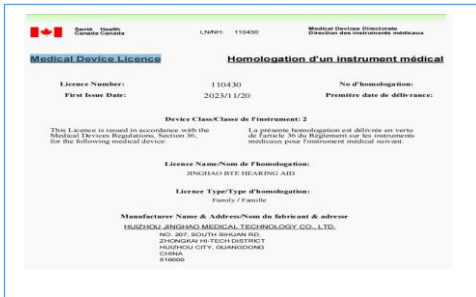 Santé Health
Canada Canada
LN/NH: 110430
Medical Devices Directorate
Direction des instruments médicaux
Medical Device Licence
Homologation d'un instrument médical
Licence Number:
110430
No d'homologation:
First Issue Date:
2023/11/20
Première date de délivrance:
Device Class/Classe de l'instrument: 2
This Licence is issued in accordance with the
Medical Devices Regulations, Section 36,
for the following medical device:
La présente homologation est délivrée en vertu
de l'article 36 du Règlement sur les instruments
médicaux pour l'instrument médical suivant:
Licence Name/Nom de l'homologation:
JINGHAO BTE HEARING AID
Licence Type/Type d'homologation:
Family / Famille
Manufacturer Name & Address/Nom du fabricant & adresse
HUIZHOU JINGHAO MEDICAL TECHNOLOGY CO., LTD.
NO. 207, SOUTH SIHUAN RD,
ZHONGKAI HI-TECH DISTRICT
HUIZHOU CITY, GUANGDONG
CHINA
516000